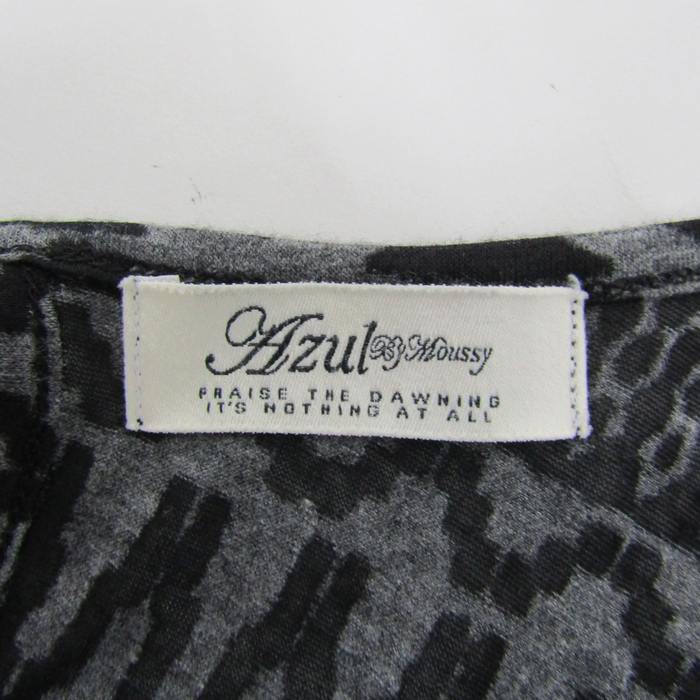 Azul By Moussy
PRAISE THE DAWNING
IT'S NOTHING AT ALL